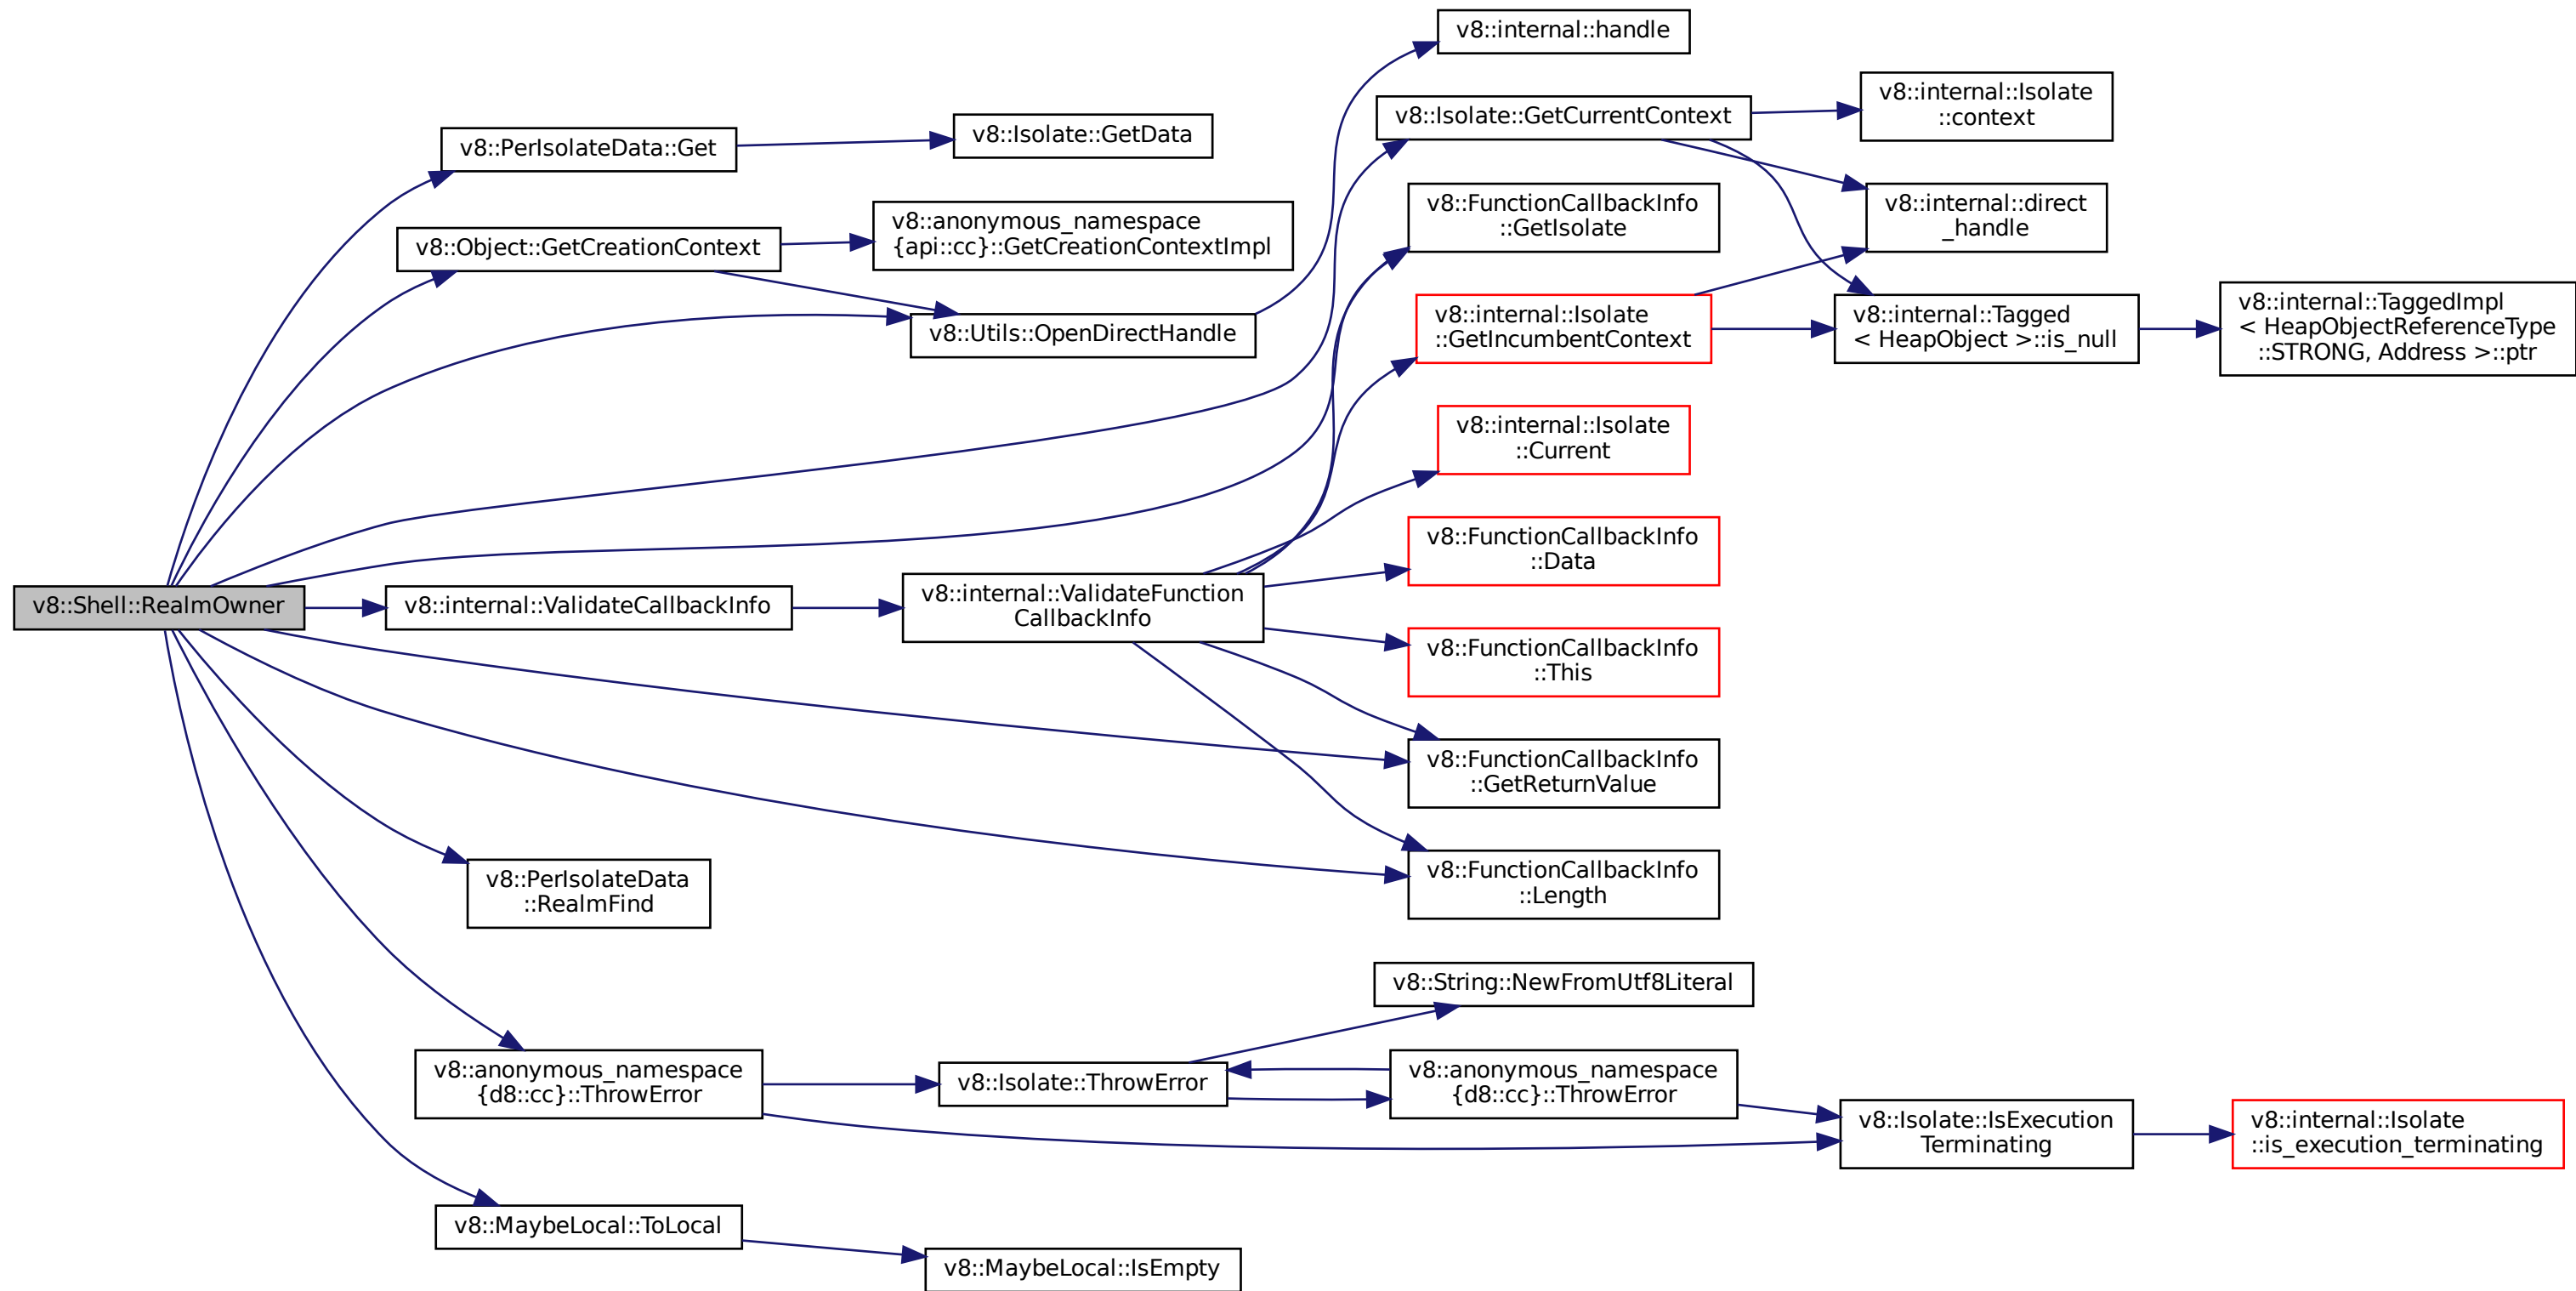 v8::internal::handle
v8::internal::Isolate
::context
v8::Isolate::GetCurrentContext
v8::PerIsolateData::Get
v8::Isolate::GetData
v8::FunctionCallbackInfo
::GetIsolate
v8::internal::direct
_handle
v8::Object::GetCreationContext
v8::anonymous_namespace
{api::cc}::GetCreationContextImpl
v8::Utils::OpenDirectHandle
v8::internal::Isolate
::GetIncumbentContext
v8::internal::Tagged
< HeapObject >::is_null
v8::internal::TaggedImpl
< HeapObjectReferenceType
::STRONG, Address >::ptr
v8::internal::Isolate
::Current
v8::FunctionCallbackInfo
::Data
v8::Shell::RealmOwner
v8::internal::ValidateCallbackInfo
v8::internal::ValidateFunction
CallbackInfo
v8::FunctionCallbackInfo
::This
v8::FunctionCallbackInfo
::GetReturnValue
v8::PerIsolateData
::RealmFind
v8::FunctionCallbackInfo
::Length
v8::String::NewFromUtf8Literal
v8::anonymous_namespace
{d8::cc}::ThrowError
v8::Isolate::ThrowError
v8::anonymous_namespace
{d8::cc}::ThrowError
v8::Isolate::IsExecution
Terminating
v8::internal::Isolate
::is_execution_terminating
v8::MaybeLocal::ToLocal
v8::MaybeLocal::IsEmpty